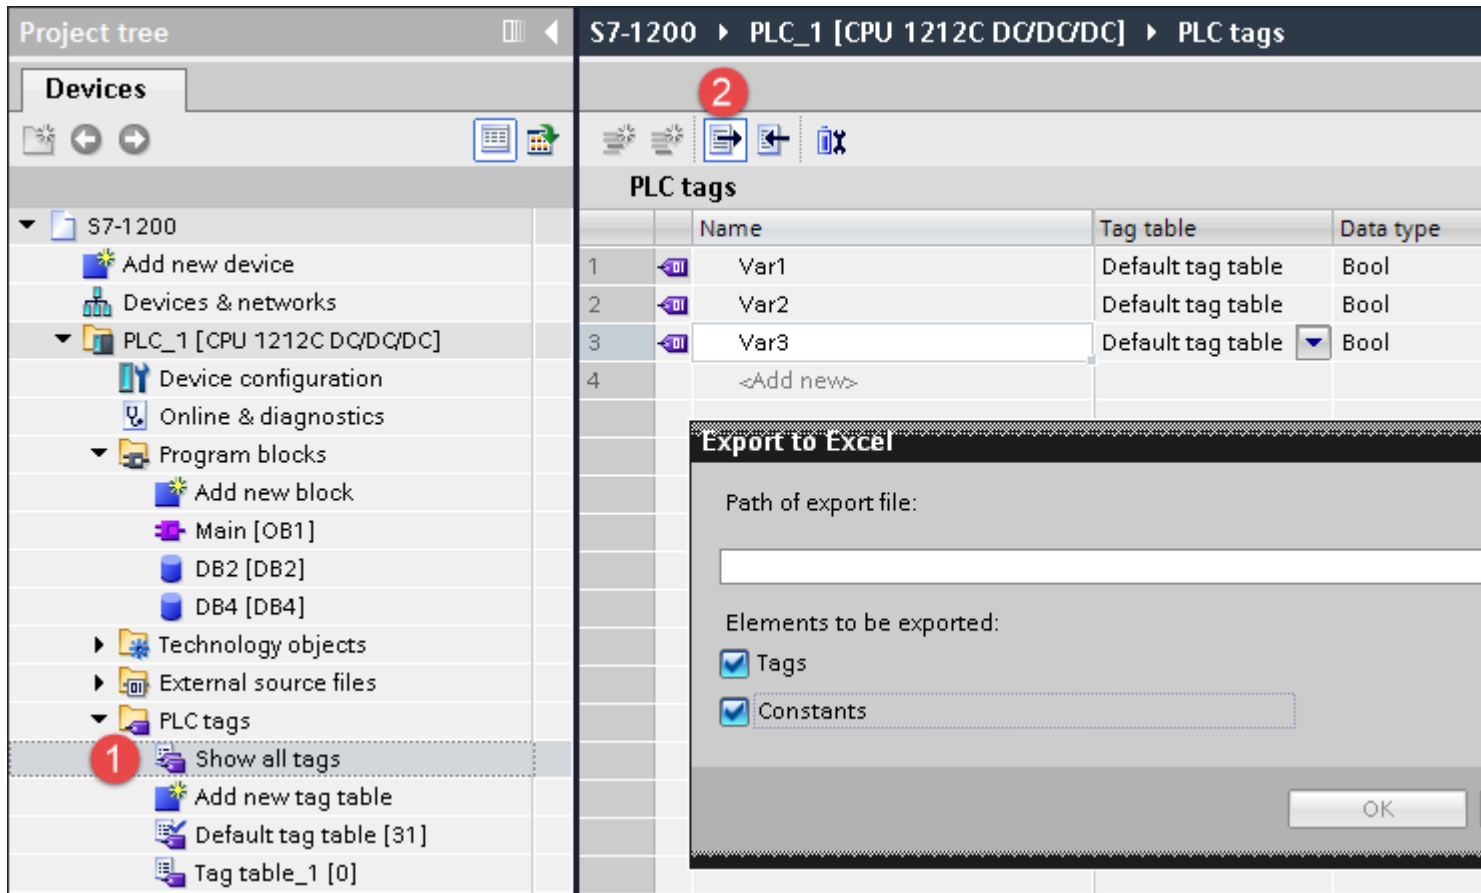 Project tree
Devices
S7-1200
Add new device
Devices & networks
PLC_1 [CPU 1212C DC/DC/DC]
Device configuration
Online & diagnostics
Program blocks
Add new block
Main [OB1]
DB2 [DB2]
DB4 [DB4]
Technology objects
External source files
PLC tags
1
Show all tags
Add new tag table
Default tag table [31]
Tag table_1 [0]
S7-1200 PLC_1 [CPU 1212C DC/DC/DC] PLC tags
2
PLC tags
Name Tag table Data type
1 Var1 Default tag table Bool
2 Var2 Default tag table Bool
3 Var3 Default tag table Bool
4 <Add new>
Export to Excel
Path of export file:
Elements to be exported:
Tags
Constants
OK